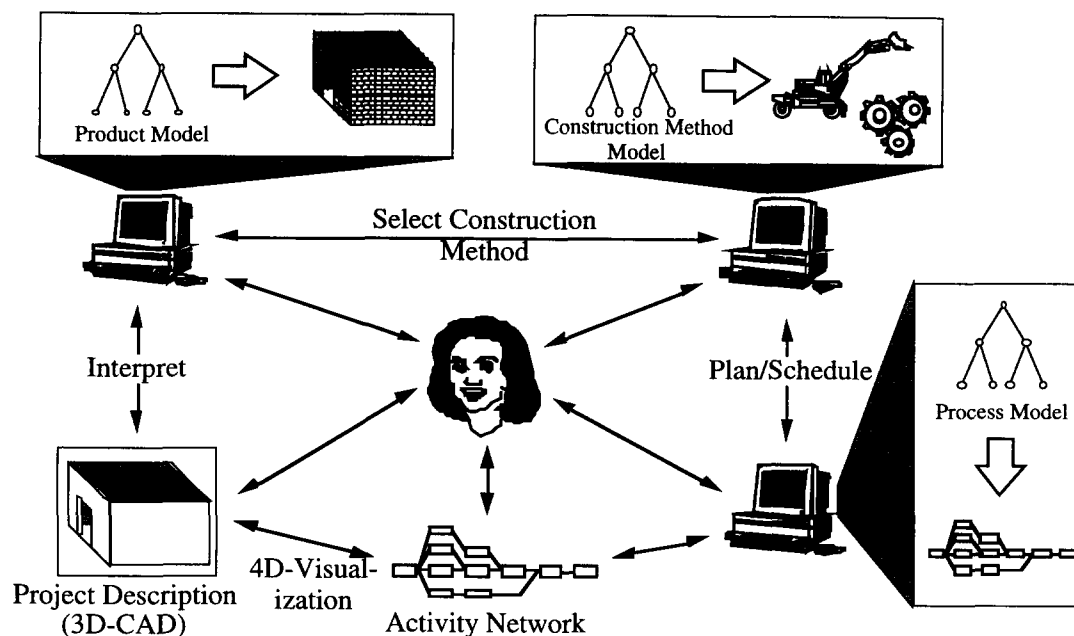 Product Model
Construction Method
Model
Select Construction
Method
Interpret
Plan/Schedule
Process Model
Project Description
(3D-CAD)
4D-Visual-
ization
Activity Network